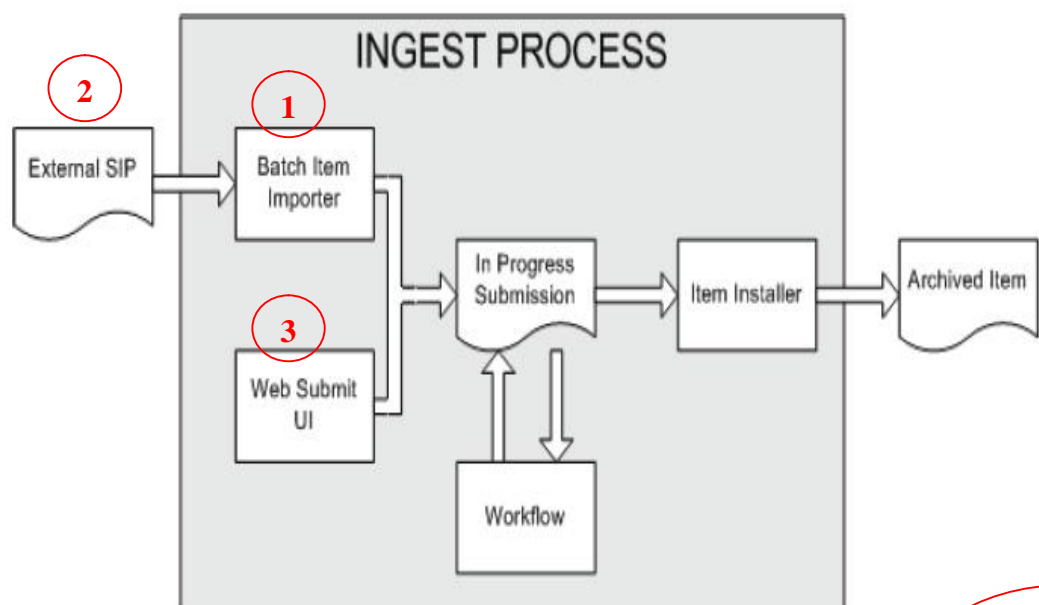 INGEST PROCESS
2
1
External SIP
Batch Item
Importer
In Progress
Submission
Item Installer
Archived Item
3
Web Submit
UI
Workflow